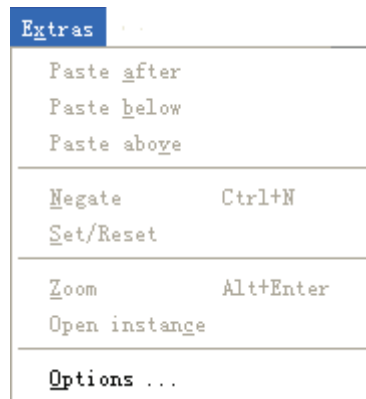 Extras
Paste after
Paste below
Paste above
Negate Ctrl+N
Set/Reset
Zoom Alt+Enter
Open instance
Options ...